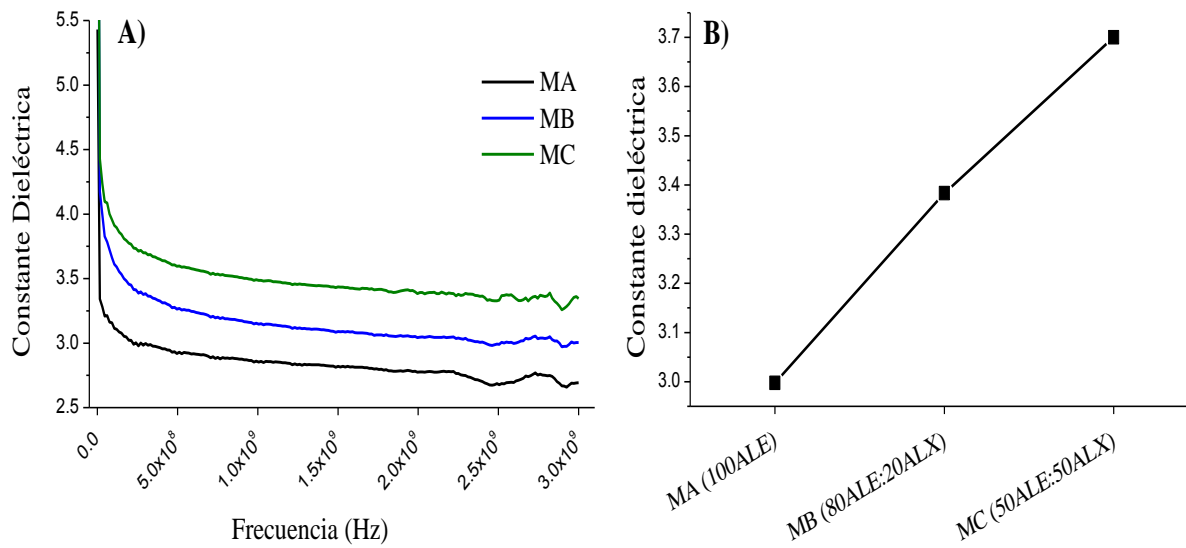 A)
Constante Dieléctrica
5.5
5.0
4.5
4.0
3.5
3.0
2.5
MA
MB
MC
0.0
5.0x10⁸
1.0x10⁹
1.5x10⁹
2.0x10⁹
2.5x10⁹
3.0x10⁹
Frecuencia (Hz)
B)
Constante dieléctrica
3.7
3.6
3.4
3.3
3.2
3.1
3.0
MA (100ALE)
MB (80ALE:20ALX)
MC (50ALE:50ALX)